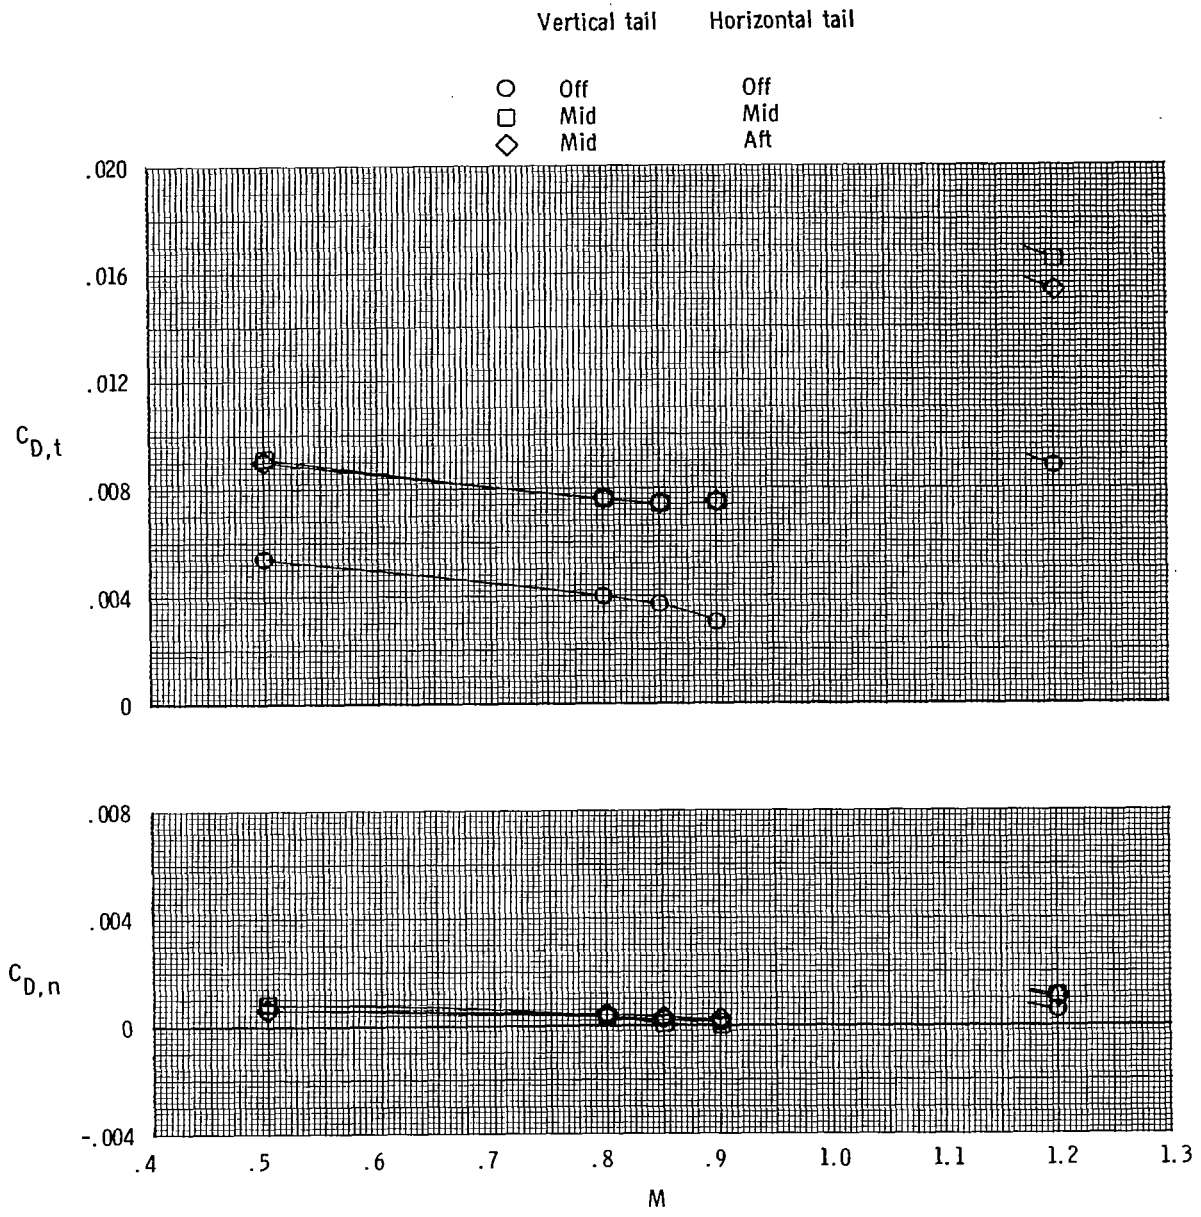 Vertical tail Horizontal tail
Off Off
Mid Mid
Mid Aft
.020
.016
.012
C_D,t
.008
.004
0
.008
.004
C_D,n
0
-.004
.4 .5 .6 .7 .8 .9 1.0 1.1 1.2 1.3
M